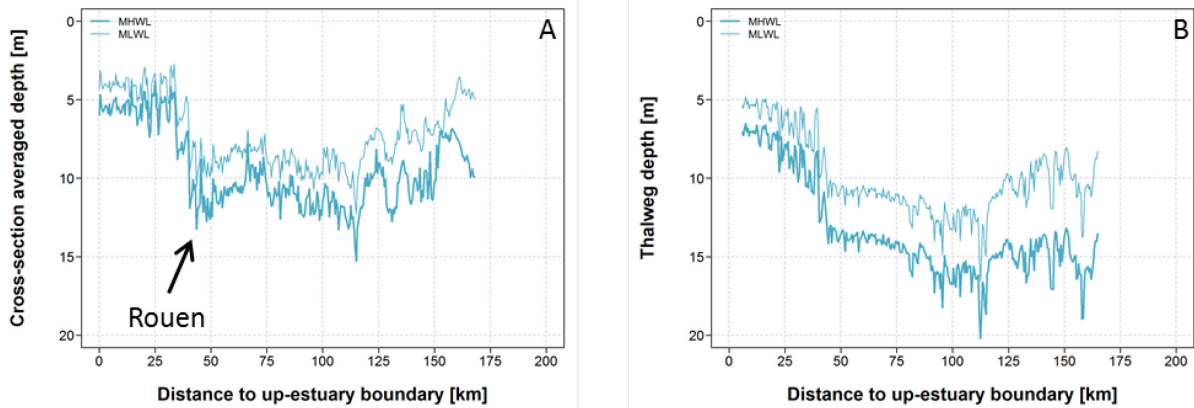 A
MHWL
MLWL
Cross-section averaged depth [m]
0
5
10
15
20
Rouen
0 25 50 75 100 125 150 175 200
Distance to up-estuary boundary [km]
B
MHWL
MLWL
Thalweg depth [m]
0
5
10
15
20
0 25 50 75 100 125 150 175 200
Distance to up-estuary boundary [km]